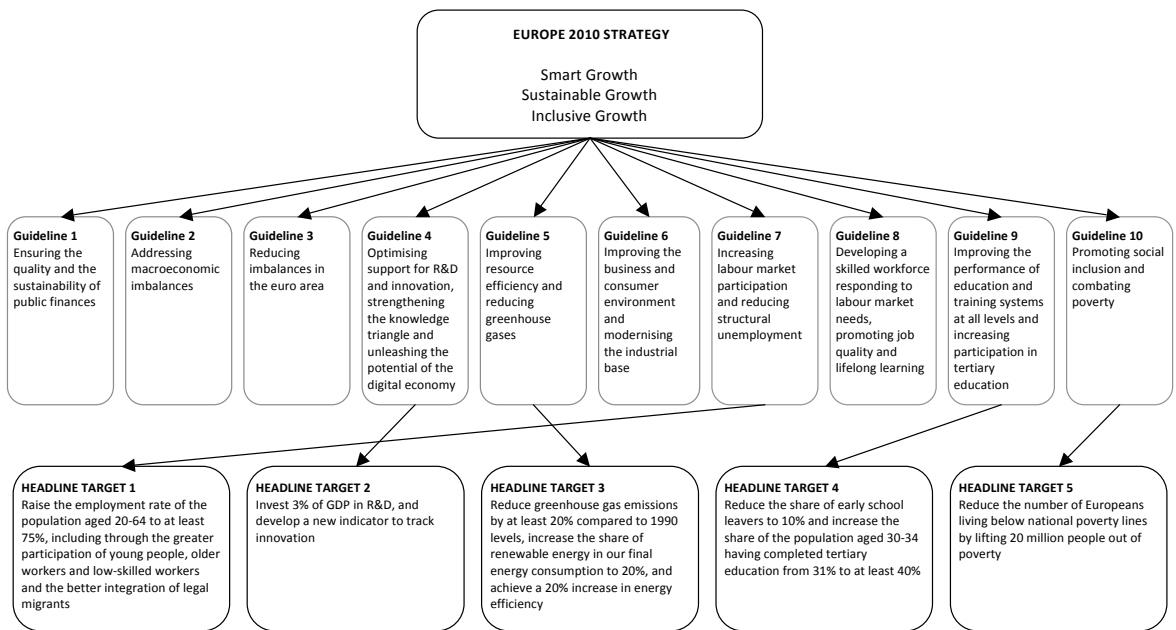 EUROPE 2010 STRATEGY
Smart Growth
Sustainable Growth
Inclusive Growth
Guideline 1
Ensuring the
quality and the
sustainability of
public finances
Guideline 2
Addressing
macroeconomic
imbalances
Guideline 3
Reducing
imbalances in
the euro area
Guideline 4
Optimising
support for R&D
and innovation,
strengthening
the knowledge
triangle and
unleashing the
potential of the
digital economy
Guideline 5
Improving
resource
efficiency and
reducing
greenhouse
gases
Guideline 6
Improving the
business and
consumer
environment and
modernising
the industrial
base
Guideline 7
Increasing
labour market
participation
and reducing
structural
unemployment
Guideline 8
Developing a
skilled workforce
responding to
labour market
needs,
promoting job
quality and
lifelong learning
Guideline 9
Improving the
performance of
education and
training systems
at all levels and
increasing
participation in
tertiary
education
Guideline 10
Promoting social
inclusion and
combating
poverty
HEADLINE TARGET 1
Raise the employment rate of the
population aged 20-64 to at least
75%, including through the greater
participation of young people, older
workers and low-skilled workers
and the better integration of legal
migrants
HEADLINE TARGET 2
Invest 3% of GDP in R&D, and
develop a new indicator to track
innovation
HEADLINE TARGET 3
Reduce greenhouse gas emissions
by at least 20% compared to 1990
levels, increase the share of
renewable energy in our final
energy consumption to 20%, and
achieve a 20% increase in energy
efficiency
HEADLINE TARGET 4
Reduce the share of early school
leavers to 10% and increase the
share of the population aged 30-34
having completed tertiary
education from 31% to at least 40%
HEADLINE TARGET 5
Reduce the number of Europeans
living below national poverty lines
by lifting 20 million people out of
poverty